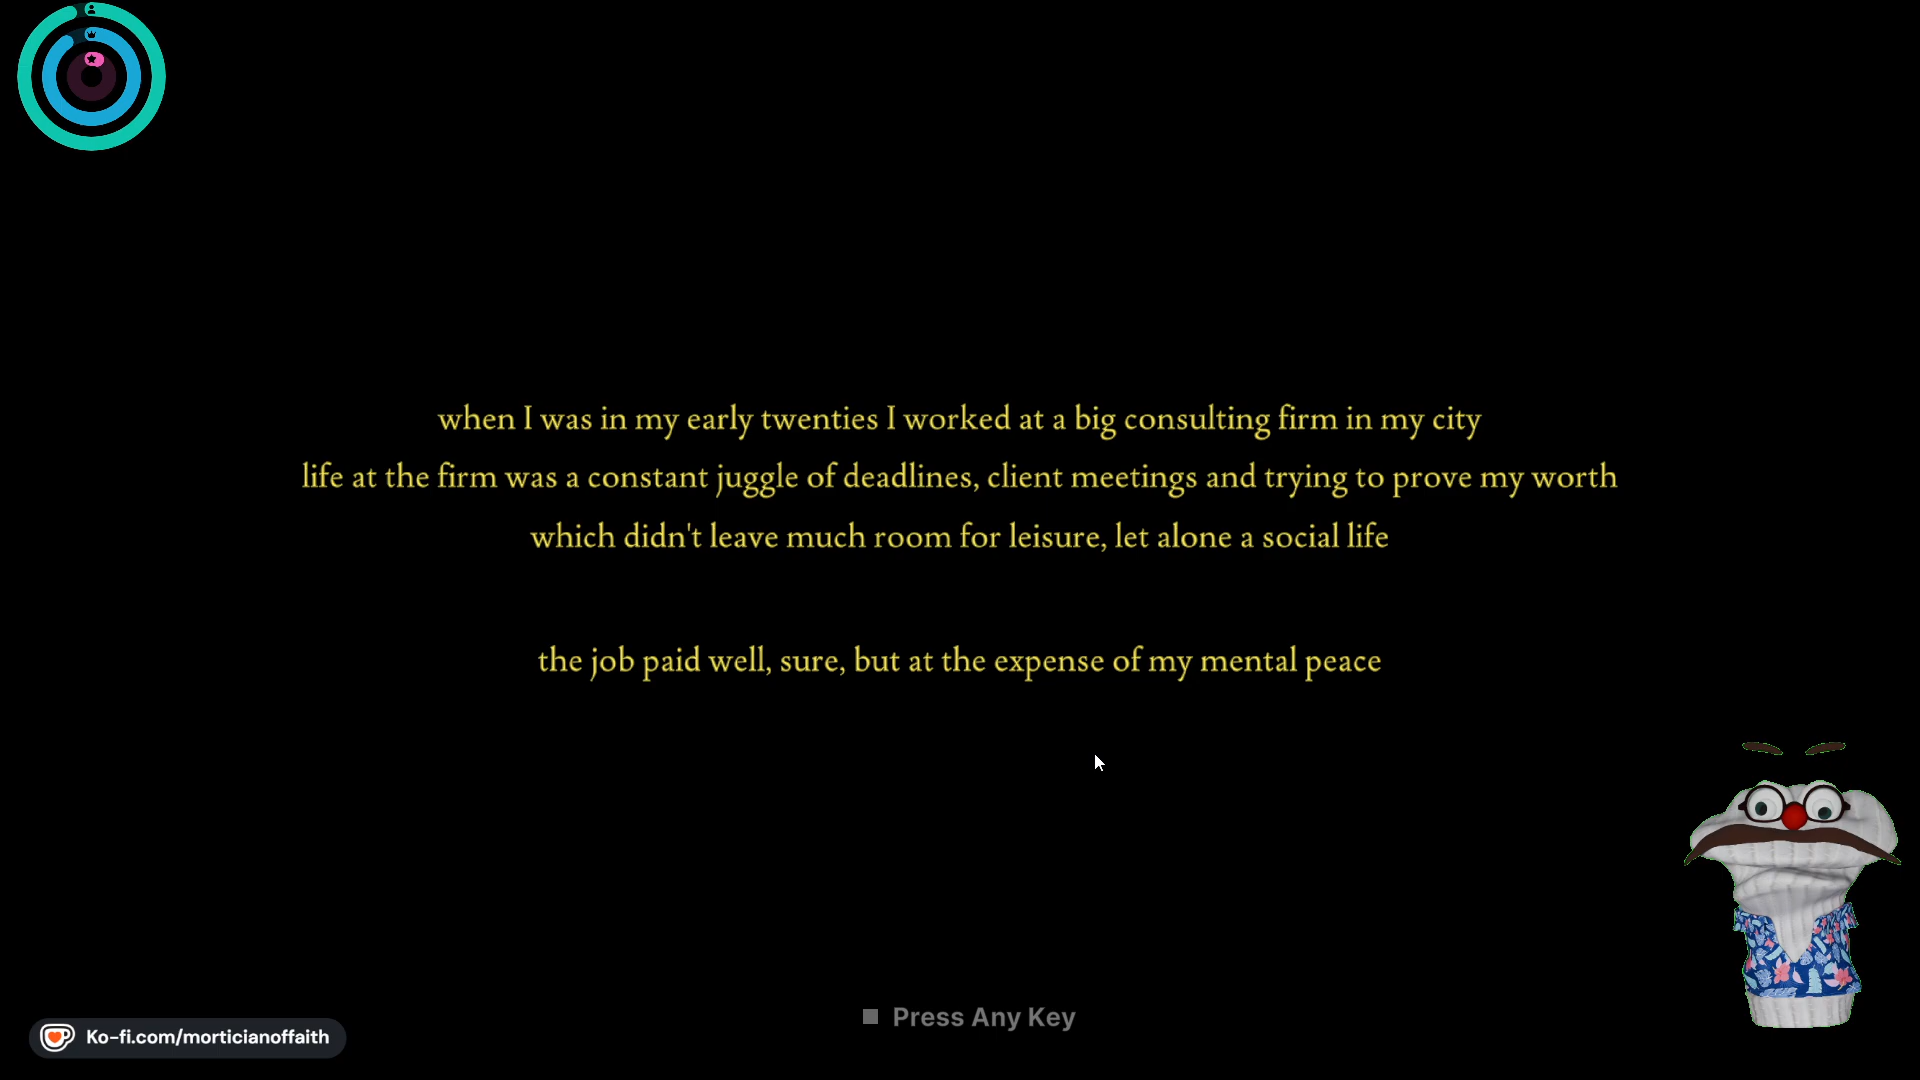 when I was in my early twenties I worked at a big consulting firm in my city
life at the firm was a constant juggle of deadlines, client meetings and trying to prove my worth
which didn't leave much room for leisure, let alone a social life
the job paid well, sure, but at the expense of my mental peace
Press Any Key
Ko-fi.com/morticianoffaith